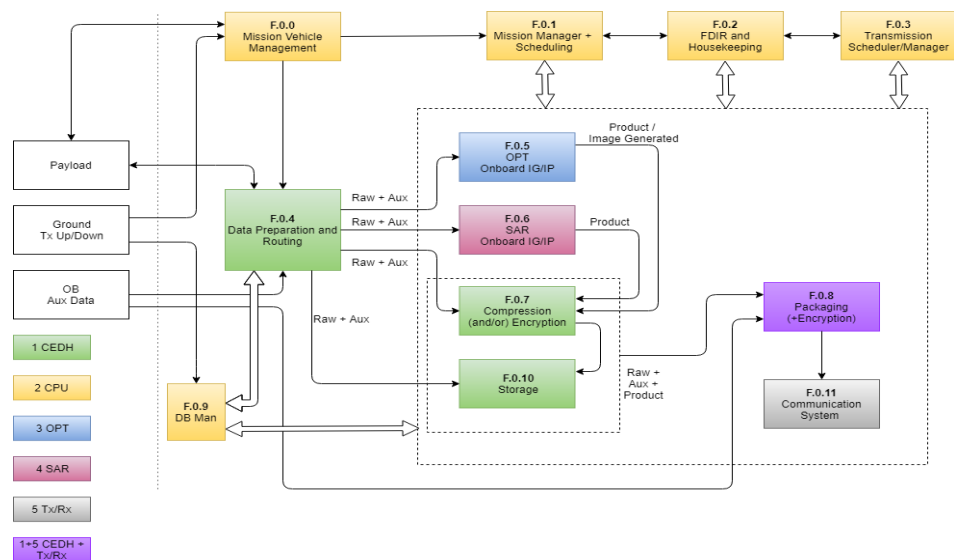 F.0.0
Mission Vehicle
Management
F.0.1
Mission Manager +
Scheduling
F.0.2
FDIR and
Housekeeping
F.0.3
Transmission
Scheduler/Manager
Product /
Image Generated
F.0.5
OPT
Onboard IG/IP
Payload
Raw + Aux
F.0.4
Data Preparation and
Routing
Raw + Aux
Product
F.0.6
SAR
Onboard IG/IP
Ground
Tx Up/Down
Raw + Aux
OB
Aux Data
F.0.7
Compression
(and/or) Encryption
F.0.8
Packaging
(+Encryption)
Raw + Aux
1 CEDH
F.0.10
Storage
Raw +
Aux +
Product
2 CPU
F.0.9
DB Man
F.0.11
Communication
System
3 OPT
4 SAR
5 Tx/Rx
1+5 CEDH +
Tx/Rx